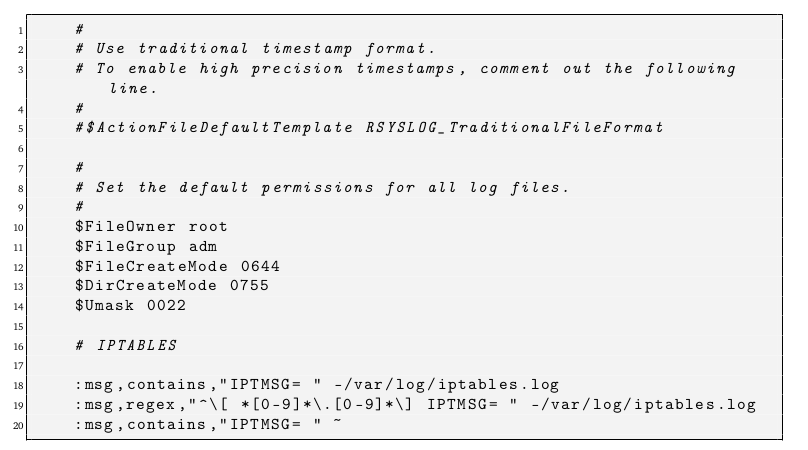 1 #
2 # Use traditional timestamp format.
3 # To enable high precision timestamps, comment out the following
line.
4 #
5 #$ActionFileDefaultTemplate RSYSLOG_TraditionalFileFormat
6
7 #
8 # Set the default permissions for all log files.
9 #
10 $FileOwner root
11 $FileGroup adm
12 $FileCreateMode 0644
13 $DirCreateMode 0755
14 $Umask 0022
15
16 # IPTABLES
17
18 :msg,contains,"IPTMSG= " -/var/log/iptables.log
19 :msg,regex,"^\[ *[0-9]*\.[0-9]*\] IPTMSG= " -/var/log/iptables.log
20 :msg,contains,"IPTMSG= " ~